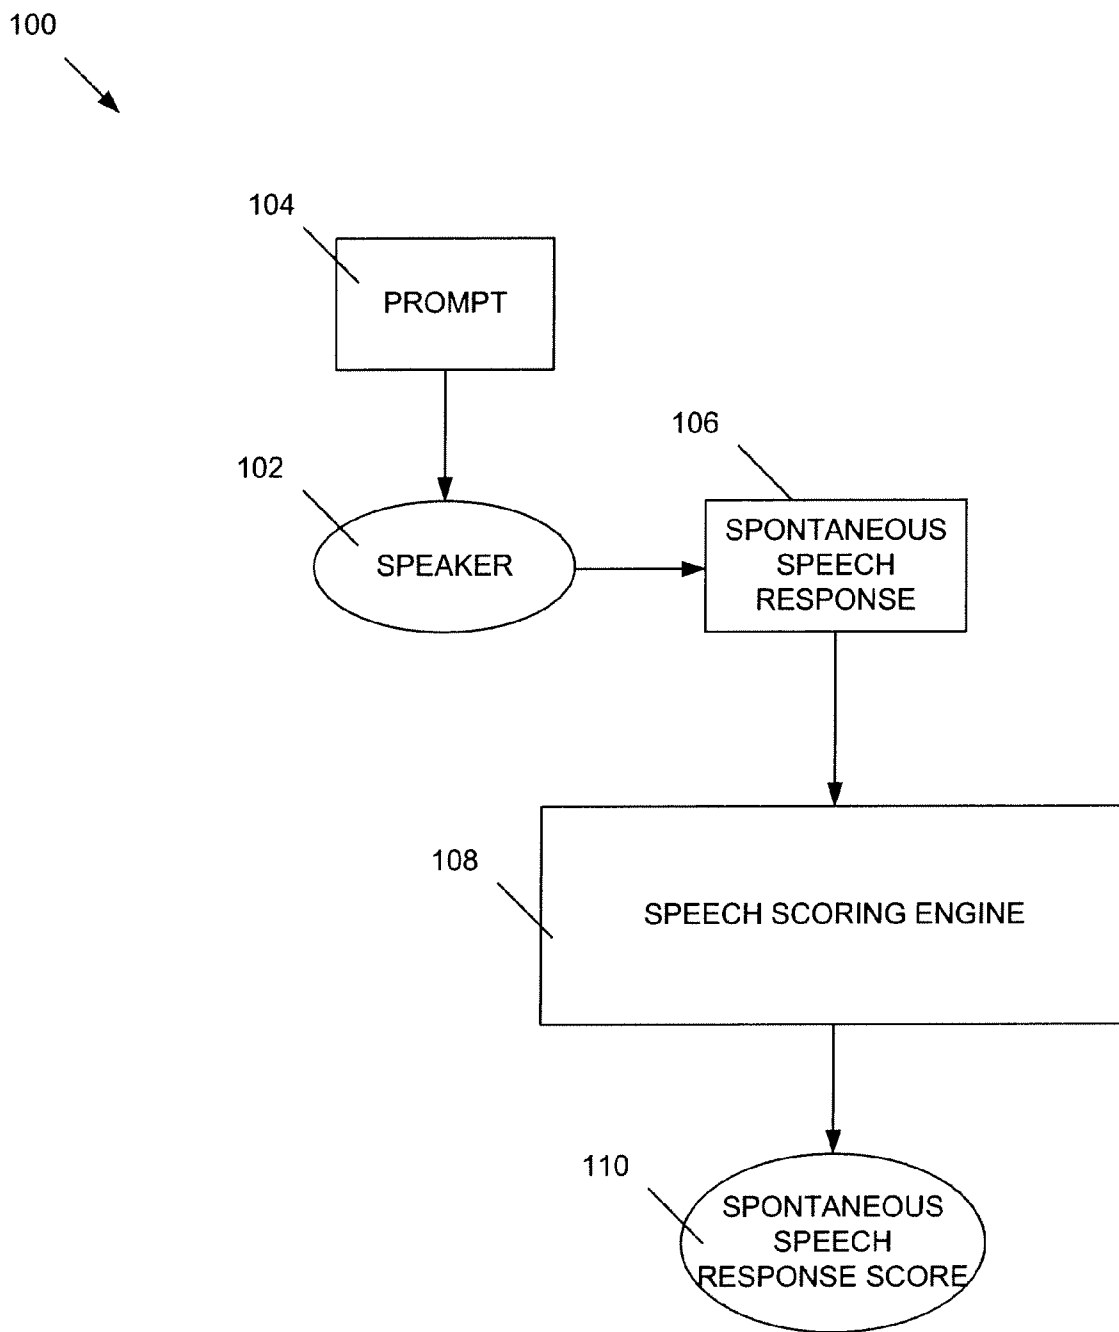 100
104
PROMPT
106
102
SPEAKER
SPONTANEOUS
SPEECH
RESPONSE
108
SPEECH SCORING ENGINE
110
SPONTANEOUS
SPEECH
RESPONSE SCORE